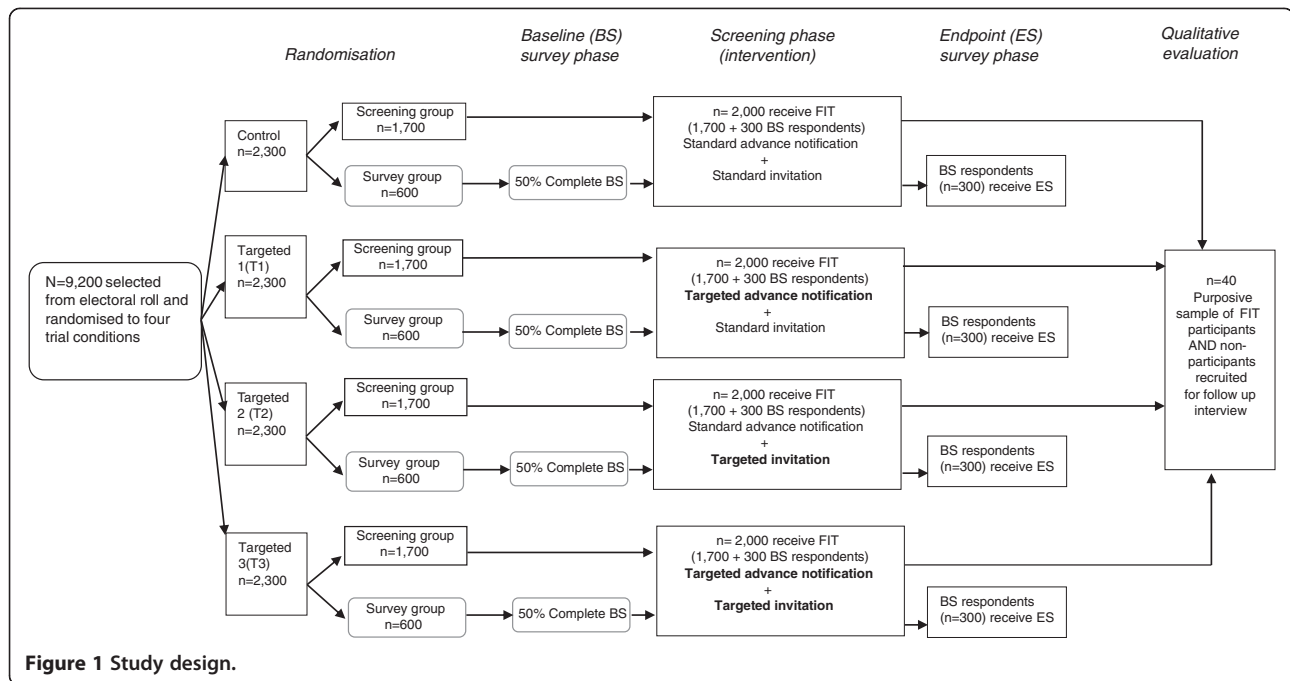 Randomisation
Baseline (BS)
survey phase
Screening phase
(intervention)
Endpoint (ES)
survey phase
Qualitative
evaluation
N=9,200 selected
from electoral roll and
randomised to four
trial conditions
Control
n=2,300
Screening group
n=1,700
Survey group
n=600
50% Complete BS
n= 2,000 receive FIT
(1,700 + 300 BS respondents)
Standard advance notification
+
Standard invitation
BS respondents
(n=300) receive ES
Targeted
1(T1)
n=2,300
Screening group
n=1,700
Survey group
n=600
50% Complete BS
n= 2,000 receive FIT
(1,700 + 300 BS respondents)
Targeted advance notification
+
Standard invitation
BS respondents
(n=300) receive ES
Targeted
2 (T2)
n=2,300
Screening group
n=1,700
Survey group
n=600
50% Complete BS
n= 2,000 receive FIT
(1,700 + 300 BS respondents)
Standard advance notification
+
Targeted invitation
BS respondents
(n=300) receive ES
Targeted
3(T3)
n=2,300
Screening group
n=1,700
Survey group
n=600
50% Complete BS
n= 2,000 receive FIT
(1,700 + 300 BS respondents)
Targeted advance notification
+
Targeted invitation
BS respondents
(n=300) receive ES
n=40
Purposive
sample of FIT
participants
AND non-
participants
recruited
for follow up
interview
Figure 1 Study design.